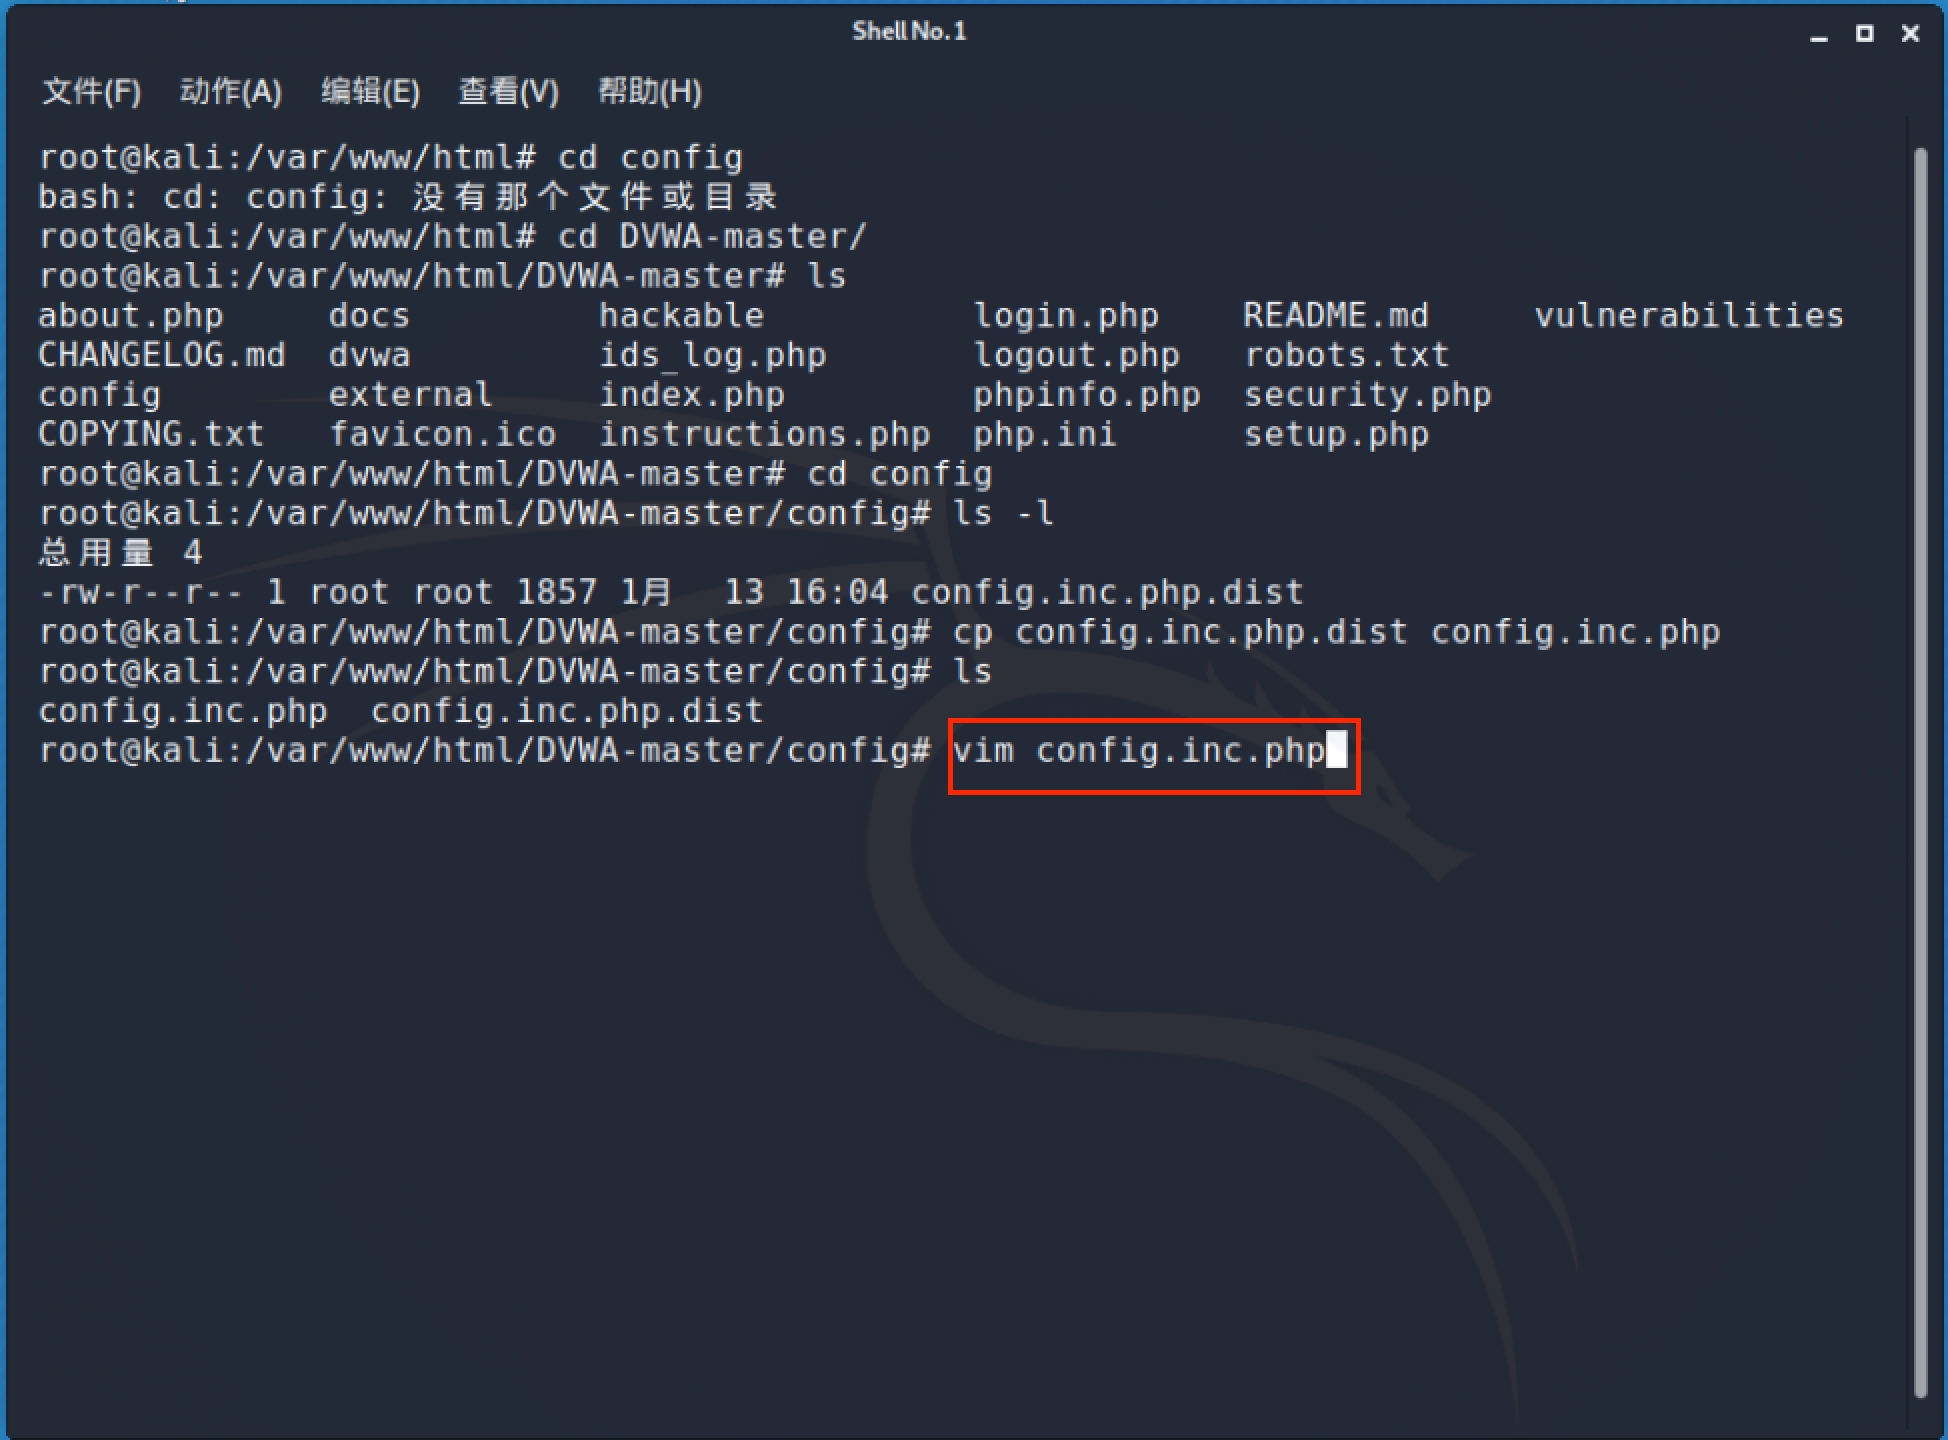 Shell No. 1
文件(F) 动作(A) 编辑(E) 查看(V) 帮助(H)
root@kali:/var/www/html# cd config
bash: cd: config: 没有那个文件或目录
root@kali:/var/www/html# cd DVWA-master/
root@kali:/var/www/html/DVWA-master# ls
about.php docs hackable login.php README.md vulnerabilities
CHANGELOG.md dvwa ids_log.php logout.php robots.txt
config external index.php phpinfo.php security.php
COPYING.txt favicon.ico instructions.php php.ini setup.php
root@kali:/var/www/html/DVWA-master# cd config
root@kali:/var/www/html/DVWA-master/config# ls -l
总用量 4
-rw-r--r-- 1 root root 1857 1月 13 16:04 config.inc.php.dist
root@kali:/var/www/html/DVWA-master/config# cp config.inc.php.dist config.inc.php
root@kali:/var/www/html/DVWA-master/config# ls
config.inc.php config.inc.php.dist
root@kali:/var/www/html/DVWA-master/config# vim config.inc.php